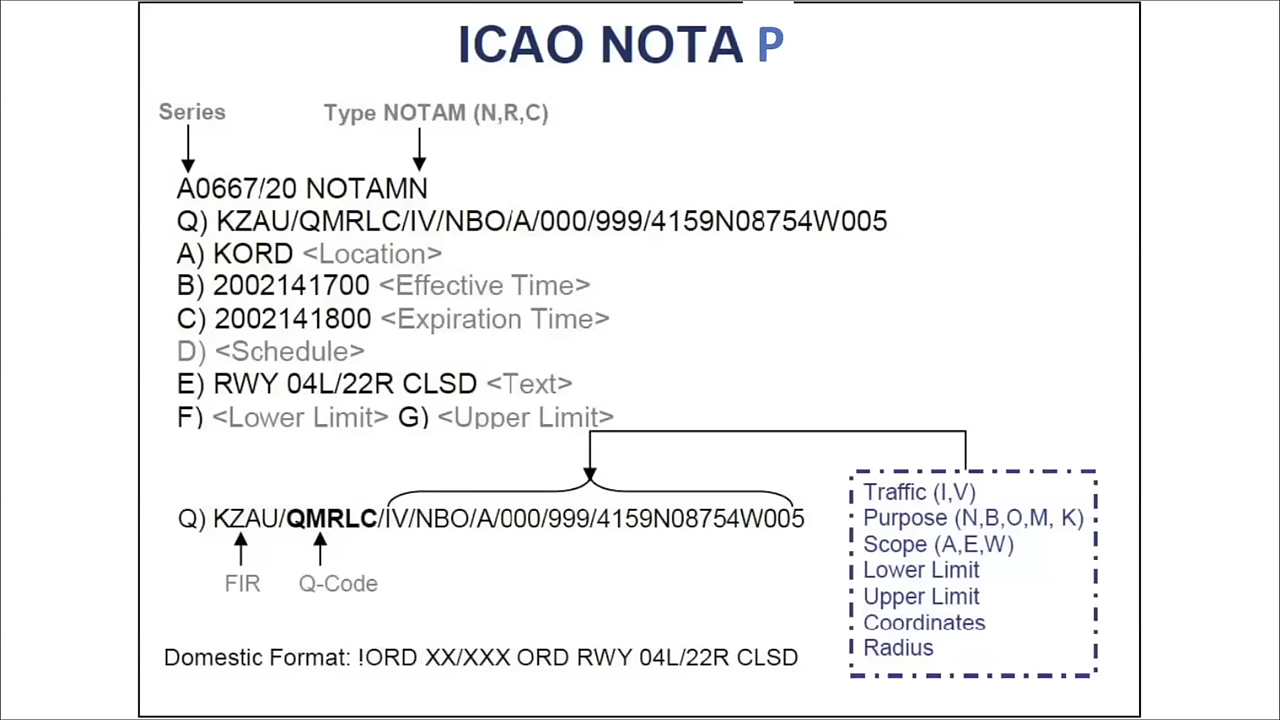 ICAO NOTA P
Series
Type NOTAM (N,R,C)
A0667/20 NOTAMN
Q) KZAU/QMRLC/IV/NBO/A/000/999/4159N08754W005
A) KORD <Location>
B) 2002141700 <Effective Time>
C) 2002141800 <Expiration Time>
D) <Schedule>
E) RWY 04L/22R CLSD <Text>
F) <Lower Limit> G) <Upper Limit>
Q) KZAU/QMRLC/IV/NBO/A/000/999/4159N08754W005
FIR
Q-Code
Traffic (I,V)
Purpose (N,B,O,M, K)
Scope (A,E,W)
Lower Limit
Upper Limit
Coordinates
Radius
Domestic Format: !ORD XX/XXX ORD RWY 04L/22R CLSD